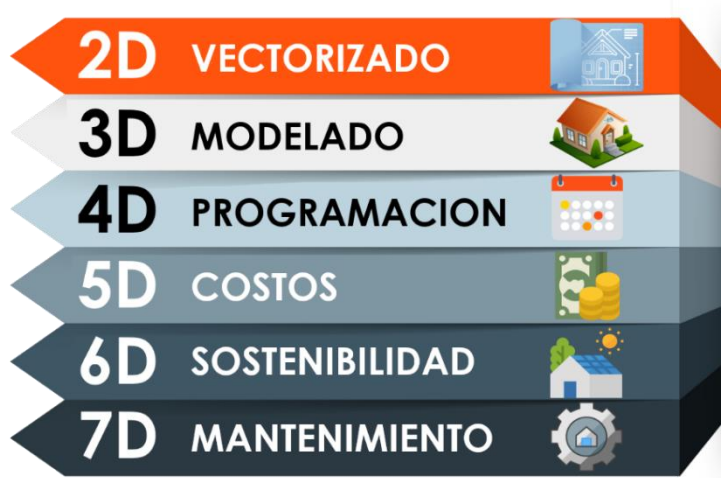 2D VECTORIZADO
3D MODELADO
4D PROGRAMACION
5D COSTOS
6D SOSTENIBILIDAD
7D MANTENIMIENTO